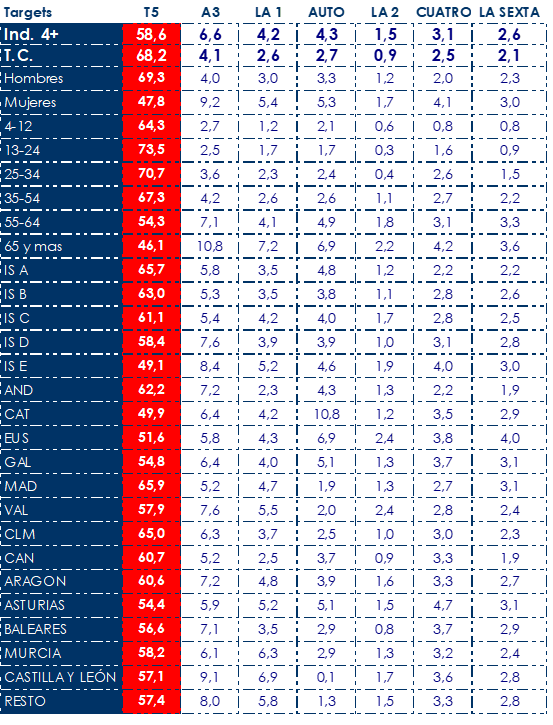 Targets T5 A3 LA 1 AUTO LA 2 CUATRO LA SEXTA
Ind. 4+ 58,6 6,6 4,2 4,3 1,5 3,1 2,6
T.C. 68,2 4,1 2,6 2,7 0,9 2,5 2,1
Hombres 69,3 4,0 3,0 3,3 1,2 2,0 2,3
Mujeres 47,8 9,2 5,4 5,3 1,7 4,1 3,0
4-12 64,3 2,7 1,2 2,1 0,6 0,8 0,8
13-24 73,5 2,5 1,7 1,7 0,3 1,6 0,9
25-34 70,7 3,6 2,3 2,4 0,4 2,6 1,5
35-54 67,3 4,2 2,6 2,6 1,1 2,7 2,2
55-64 54,3 7,1 4,1 4,9 1,8 3,1 3,3
65 y mas 46,1 10,8 7,2 6,9 2,2 4,2 3,6
IS A 65,7 5,8 3,5 4,8 1,2 2,2 2,2
IS B 63,0 5,3 3,5 3,8 1,1 2,8 2,6
IS C 61,1 5,4 4,2 4,0 1,7 2,8 2,5
IS D 58,4 7,6 3,9 3,9 1,0 3,1 2,8
IS E 49,1 8,4 5,2 4,6 1,9 4,0 3,0
AND 62,2 7,2 2,3 4,3 1,3 2,2 1,9
CAT 49,9 6,4 4,2 10,8 1,2 3,5 2,9
EUS 51,6 5,8 4,3 6,9 2,4 3,8 4,0
GAL 54,8 6,4 4,0 5,1 1,3 3,7 3,1
MAD 65,9 5,2 4,7 1,9 1,3 2,7 3,1
VAL 57,9 7,6 5,5 2,0 2,4 2,8 2,4
CLM 65,0 6,3 3,7 2,5 1,0 3,0 2,3
CAN 60,7 5,2 2,5 3,7 0,9 3,3 1,9
ARAGON 60,6 7,2 4,8 3,9 1,6 3,3 2,7
ASTURIAS 54,4 5,9 5,2 5,1 1,5 4,7 3,1
BALEARES 56,6 7,1 3,5 2,9 0,8 3,7 2,9
MURCIA 58,2 6,1 6,3 2,9 1,3 3,2 2,4
CASTILLA Y LEÓN 57,1 9,1 6,9 0,1 1,7 3,6 2,8
RESTO 57,4 8,0 5,8 1,3 1,5 3,3 2,8